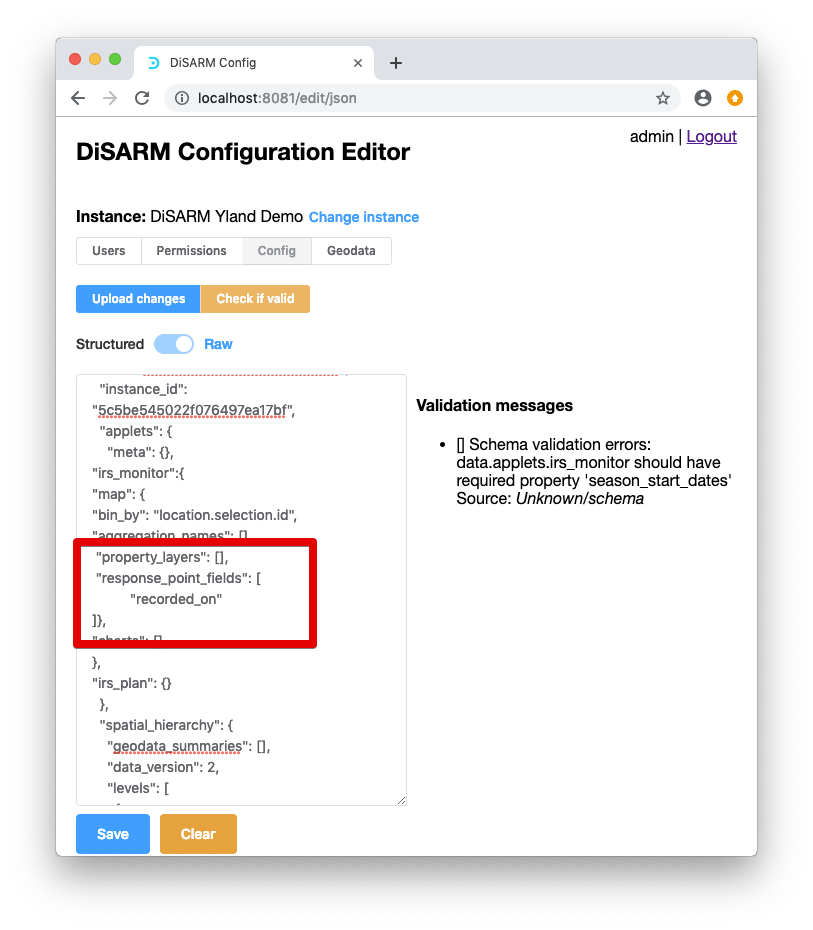 DiSARM Config
localhost:8081/edit/json
admin | Logout
DiSARM Configuration Editor
Instance: DiSARM Yland Demo Change instance
Users Permissions Config Geodata
Upload changes Check if valid
Structured Raw
"instance_id":
"5c5be545022f076497ea17bf",
"applets": {
"meta": {},
"irs_monitor":{
"map": {
"bin_by": "location.selection.id",
"aggregation_names": []
"property_layers": [],
"response_point_fields": [
"recorded_on"
]},
"charts": []
},
"irs_plan": {}
},
"spatial_hierarchy": {
"geodata_summaries": [],
"data_version": 2,
"levels": [
Validation messages
• [] Schema validation errors:
data.applets.irs_monitor should have
required property 'season_start_dates'
Source: Unknown/schema
Save Clear